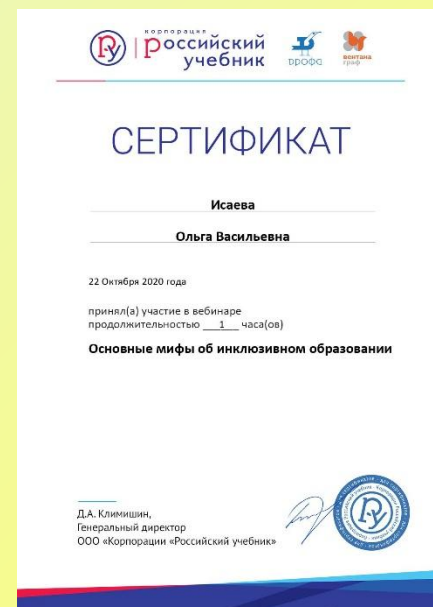 корпорация
российский
учебник
дрофа
вентана
граф
СЕРТИФИКАТ
Исаева
Ольга Васильевна
22 Октября 2020 года
принял(а) участие в вебинаре
продолжительностью 1 часа(ов)
Основные мифы об инклюзивном образовании
Д.А. Климишин,
Генеральный директор
ООО «Корпорации «Российский учебник»